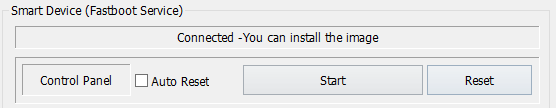 Smart Device (Fastboot Service)
Connected -You can install the image
Control Panel Auto Reset Start Reset